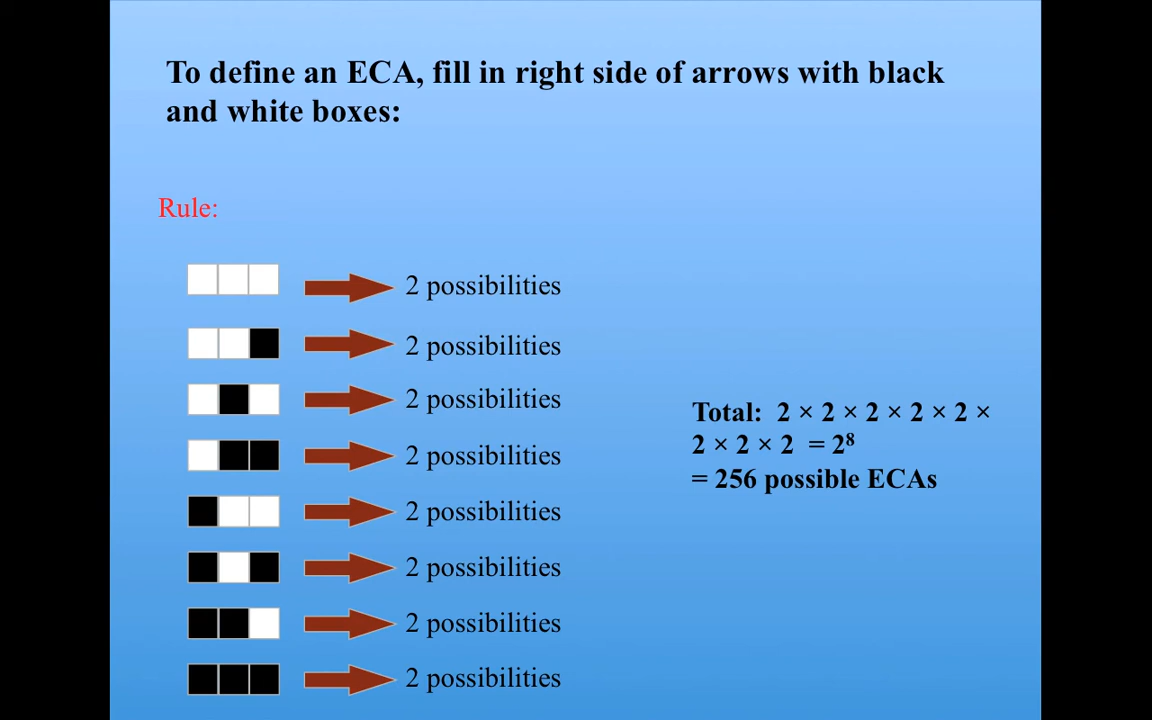 To define an ECA, fill in right side of arrows with black
and white boxes:
Rule:
2 possibilities
2 possibilities
2 possibilities
2 possibilities
2 possibilities
2 possibilities
2 possibilities
2 possibilities
Total: 2 × 2 × 2 × 2 × 2 ×
2 × 2 × 2 = 2⁸
= 256 possible ECAs